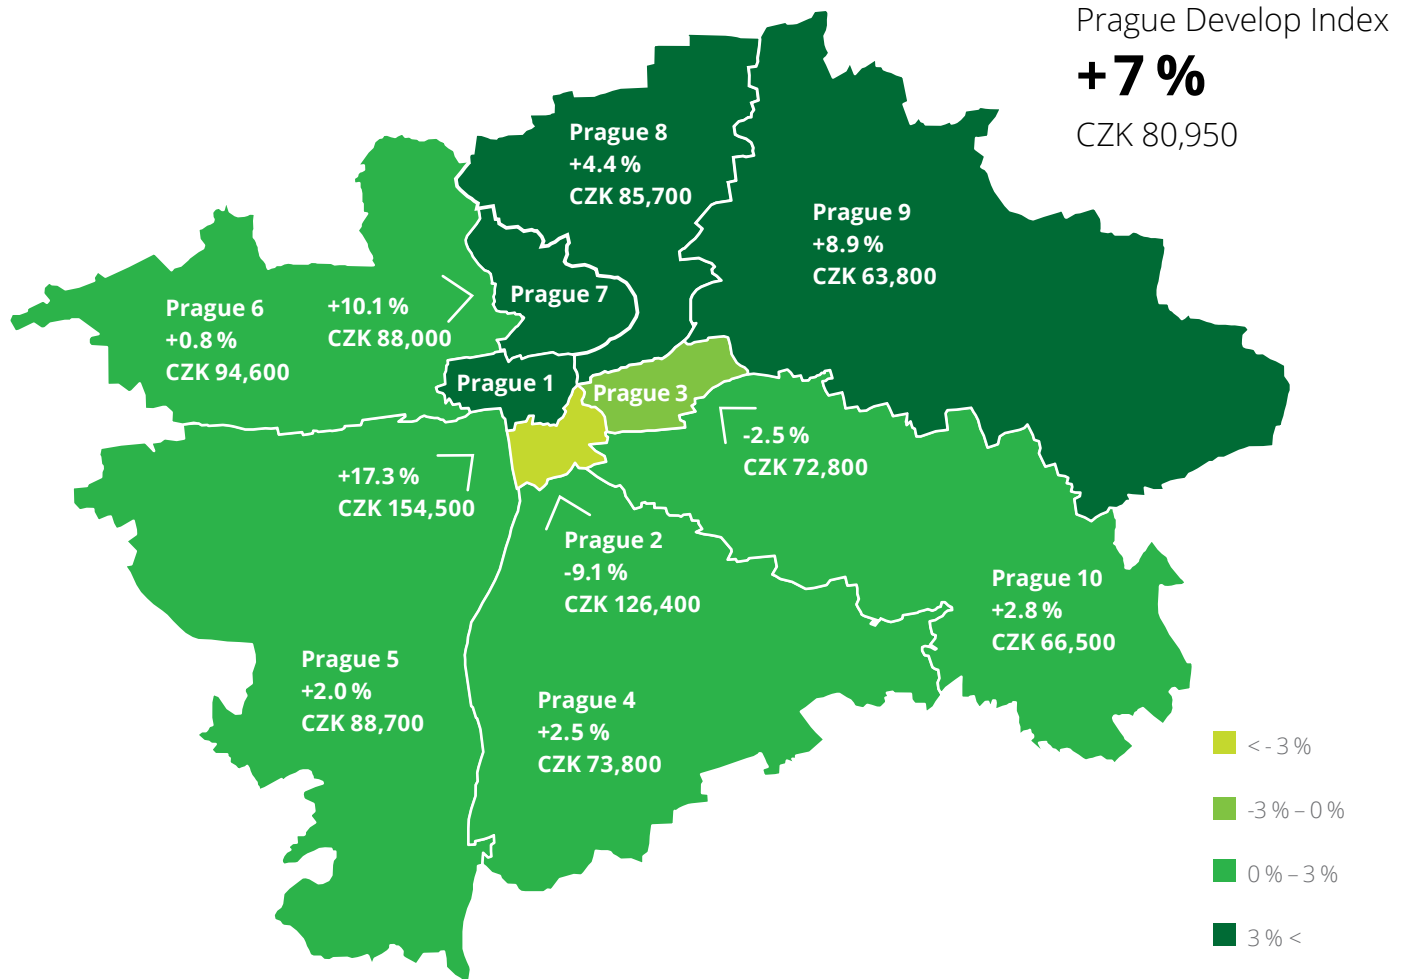 Prague Develop Index
+7 %
CZK 80,950
Prague 8
+4.4 %
CZK 85,700
Prague 9
+8.9 %
CZK 63,800
Prague 7
+10.1 %
CZK 88,000
Prague 6
+0.8 %
CZK 94,600
Prague 1
Prague 3
-2.5 %
CZK 72,800
+17.3 %
CZK 154,500
Prague 2
-9.1 %
CZK 126,400
Prague 10
+2.8 %
CZK 66,500
Prague 5
+2.0 %
CZK 88,700
Prague 4
+2.5 %
CZK 73,800
< - 3 %
-3 % – 0 %
0 % – 3 %
3 % <